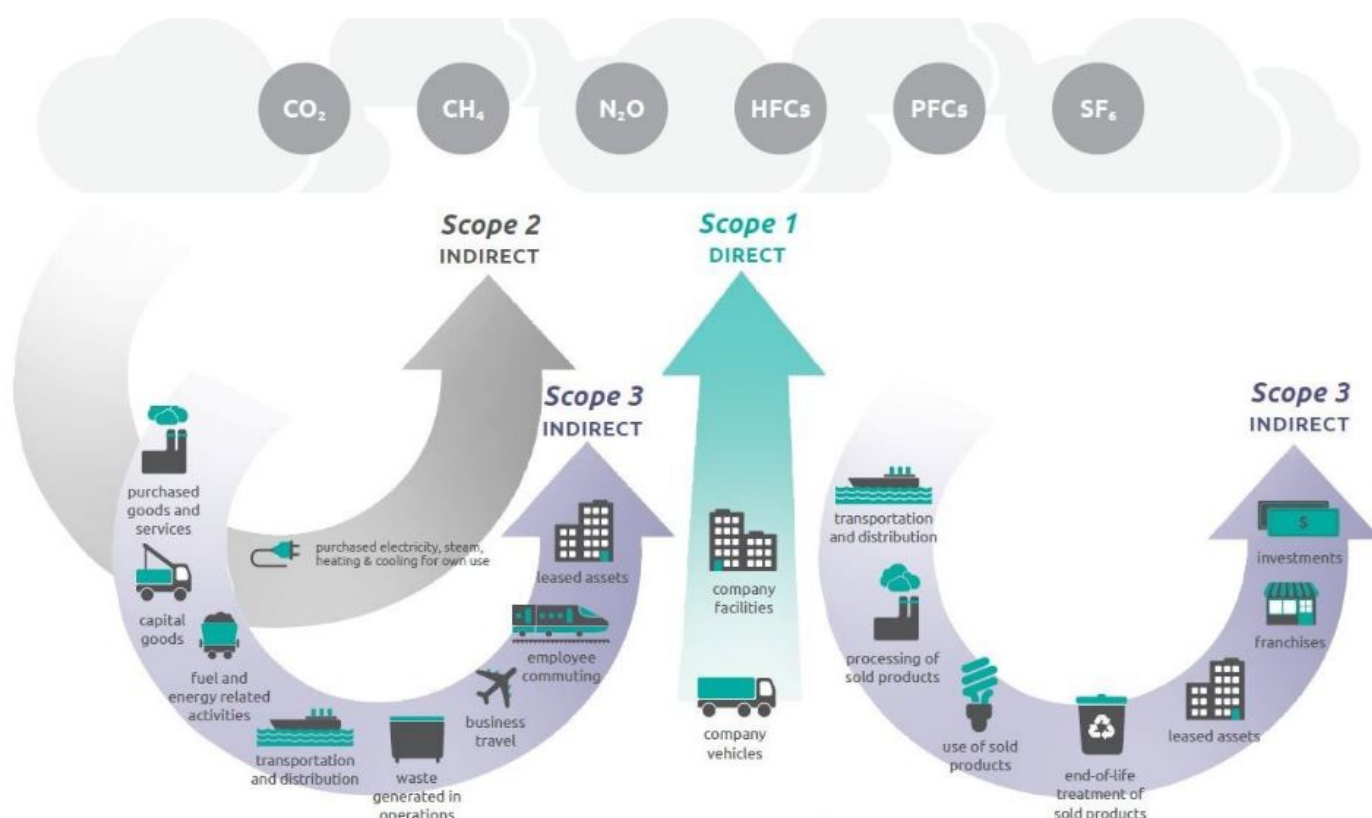 CO₂
CH₄
N₂O
HFCs
PFCs
SF₆
Scope 2
INDIRECT
Scope 1
DIRECT
Scope 3
INDIRECT
Scope 3
INDIRECT
purchased
goods and
services
purchased electricity, steam,
heating & cooling for own use
capital
goods
fuel and
energy related
activities
transportation
and distribution
waste
generated in
operations
business
travel
employee
commuting
leased assets
company
facilities
company
vehicles
transportation
and distribution
processing of
sold products
use of sold
products
end-of-life
treatment of
sold products
leased assets
franchises
$
investments